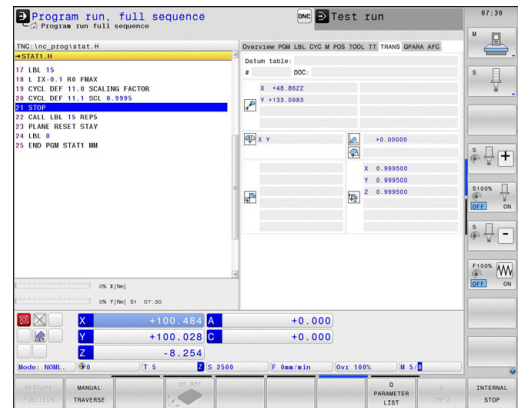 Program run, full sequence
Program run full sequence
DNC
Test run
07:30
TNC:\nc_prog\stat.H
→STAT1.H
17 LBL 15
18 L IX-0.1 R0 FMAX
19 CYCL DEF 11.0 SCALING FACTOR
20 CYCL DEF 11.1 SCL 0.9995
21 STOP
22 CALL LBL 15 REP5
23 PLANE RESET STAY
24 LBL 0
25 END PGM STAT1 MM
Overview PGM LBL CYC M POS TOOL TT TRANS QPARA AFC
Datum table:
# DOC:
X +48.8622
Y +133.0983
X Y
+0.00000
X 0.999500
Y 0.999500
Z 0.999500
0% X[Nm]
0% Y[Nm] S1 07:30
X +100.484 A +0.000
Y +100.028 C +0.000
Z -8.254
Mode: NOML. 0 T 5 Z S 2500 F 0mm/min Ovr 100% M 5/
MANUAL TRAVERSE
3D ROT
Q PARAMETER LIST
Q INFO
INTERNAL STOP
M
S
S
S100%
OFF ON
S
F100%
OFF ON